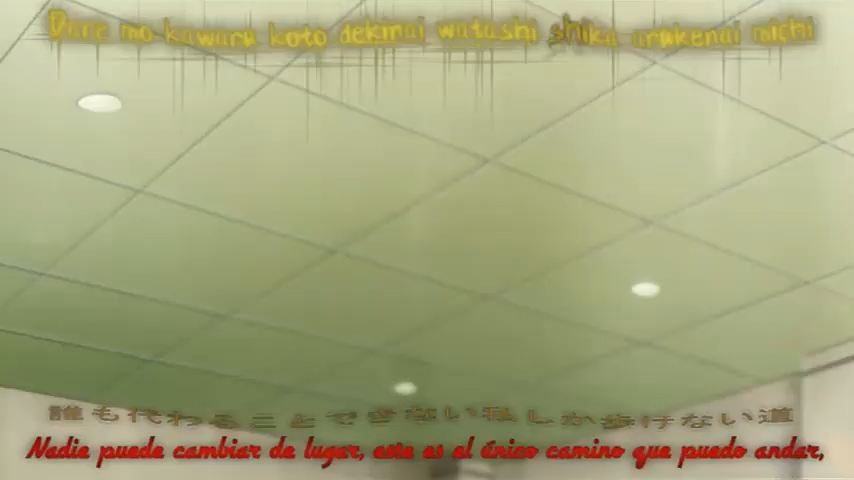 Dare mo kawaru koto dekinai watashi shika arukenai michi
誰も代わることできない私しか歩けない道
Nadie puede cambiar de lugar, este es el único camino que puedo andar,